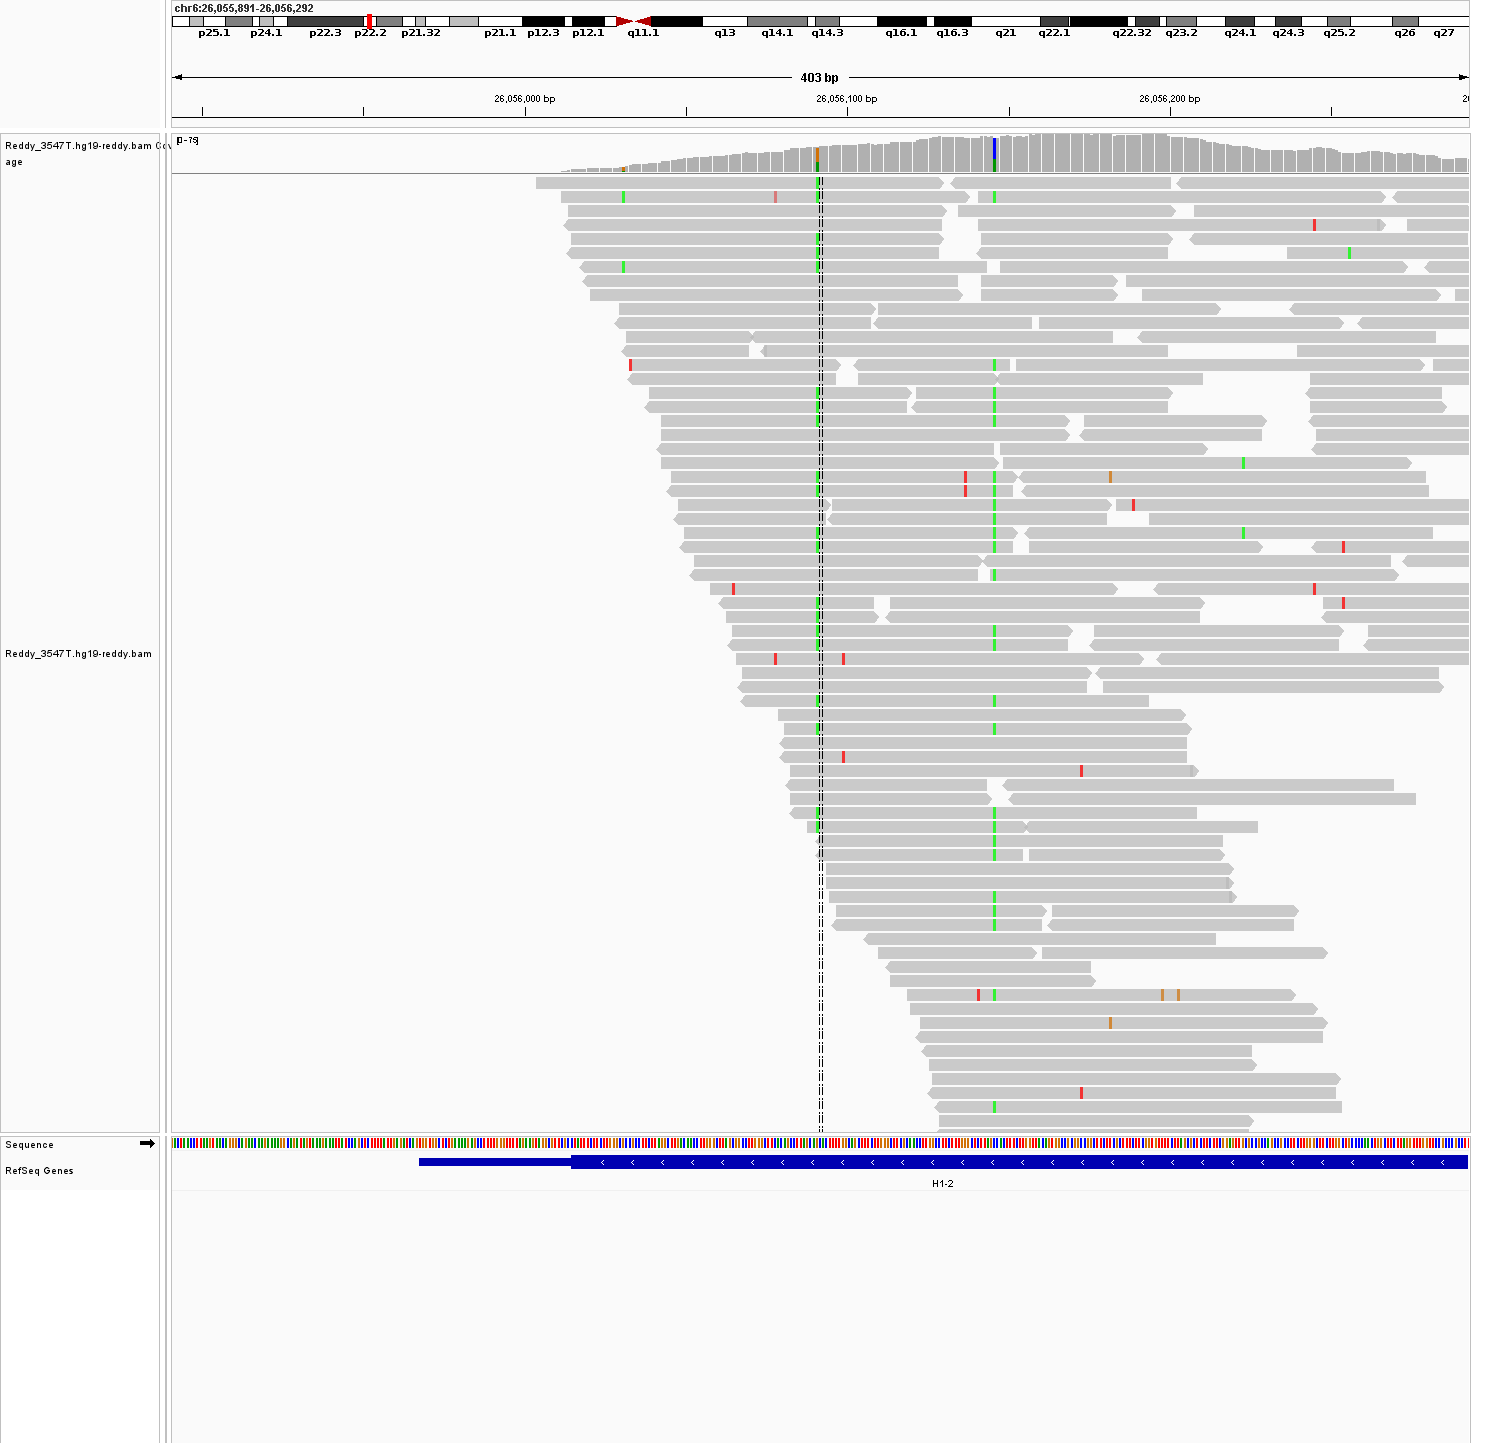 chr6:26,055,891-26,056,292
p25.1 p24.1 p22.3 p22.2 p21.32 p21.1 p12.3 p12.1 q11.1 q13 q14.1 q14.3 q16.1 q16.3 q21 q22.1 q22.32 q23.2 q24.1 q24.3 q25.2 q26 q27
403 bp
26,056,000 bp 26,056,100 bp 26,056,200 bp
Reddy_3547T.hg19-reddy.bam Cov
age
[0-79]
Reddy_3547T.hg19-reddy.bam
Sequence
RefSeq Genes
H1-2